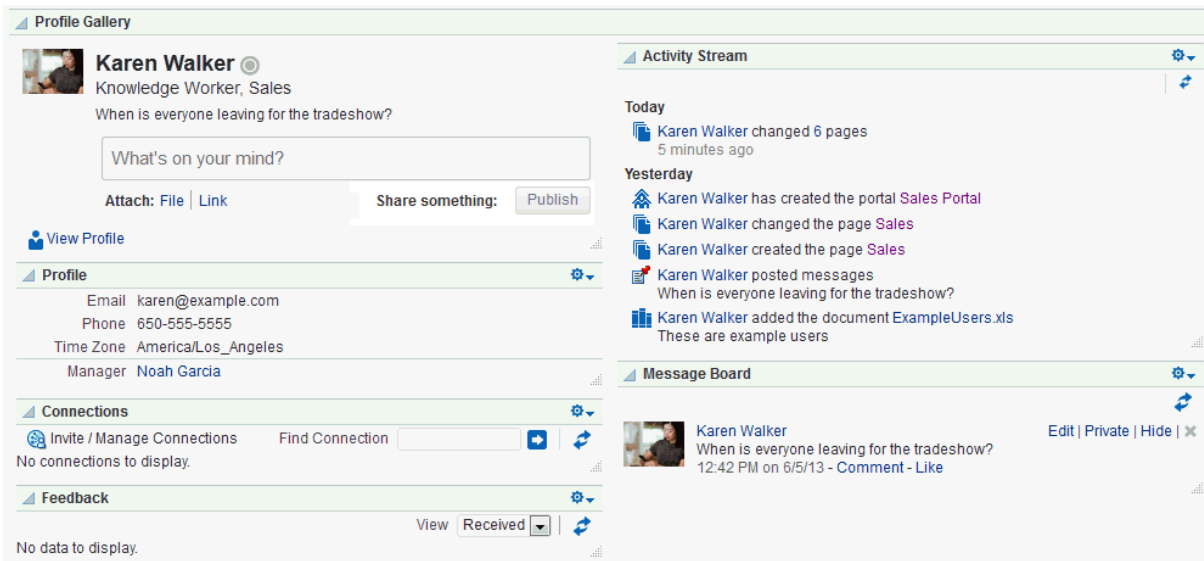 Profile Gallery
Karen Walker
Knowledge Worker, Sales
When is everyone leaving for the tradeshow?
What's on your mind?
Attach: File | Link
Share something: Publish
View Profile
Profile
Email karen@example.com
Phone 650-555-5555
Time Zone America/Los_Angeles
Manager Noah Garcia
Connections
Invite / Manage Connections Find Connection
No connections to display.
Feedback
View Received
No data to display.
Activity Stream
Today
Karen Walker changed 6 pages
5 minutes ago
Yesterday
Karen Walker has created the portal Sales Portal
Karen Walker changed the page Sales
Karen Walker created the page Sales
Karen Walker posted messages
When is everyone leaving for the tradeshow?
Karen Walker added the document ExampleUsers.xls
These are example users
Message Board
Karen Walker Edit | Private | Hide |
When is everyone leaving for the tradeshow?
12:42 PM on 6/5/13 - Comment - Like